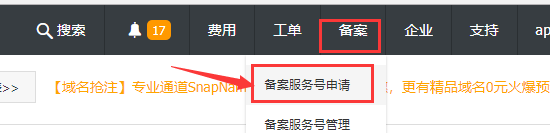 搜索 17 费用 工单 备案 企业 支持 ap
>> 【域名抢注】专业通道SnapNam ，更有精品域名0元火爆预
备案服务号申请
备案服务号管理